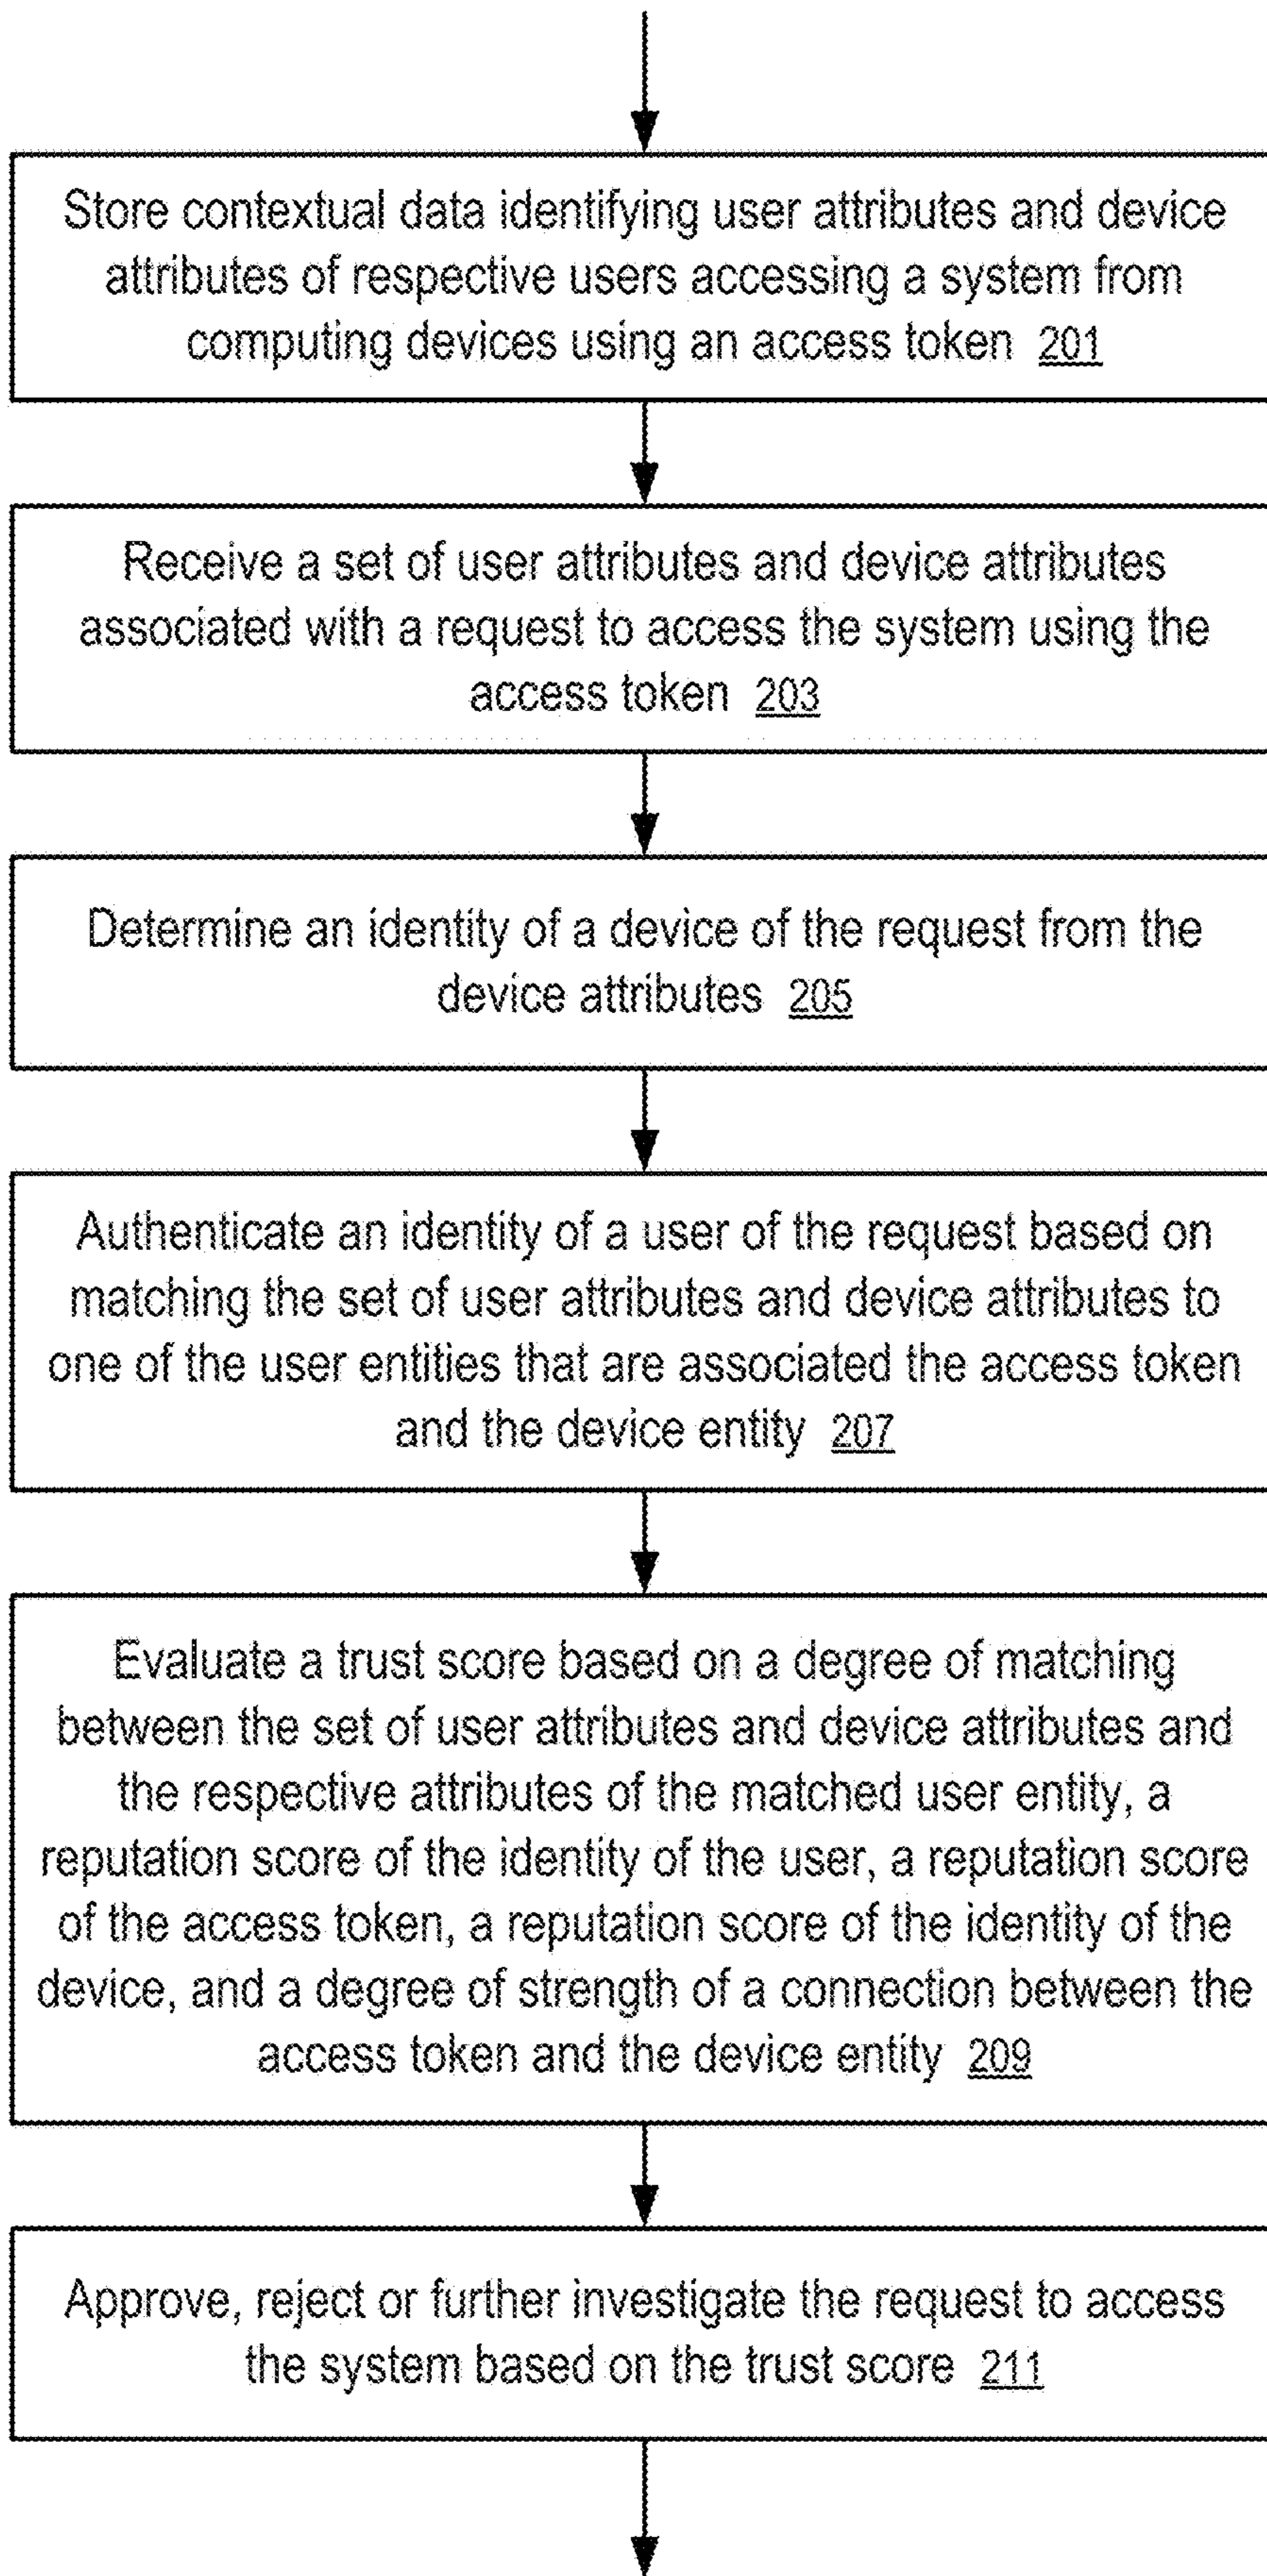 Store contextual data identifying user attributes and device
attributes of respective users accessing a system from
computing devices using an access token 201
Receive a set of user attributes and device attributes
associated with a request to access the system using the
access token 203
Determine an identity of a device of the request from the
device attributes 205
Authenticate an identity of a user of the request based on
matching the set of user attributes and device attributes to
one of the user entities that are associated the access token
and the device entity 207
Evaluate a trust score based on a degree of matching
between the set of user attributes and device attributes and
the respective attributes of the matched user entity, a
reputation score of the identity of the user, a reputation score
of the access token, a reputation score of the identity of the
device, and a degree of strength of a connection between the
access token and the device entity 209
Approve, reject or further investigate the request to access
the system based on the trust score 211